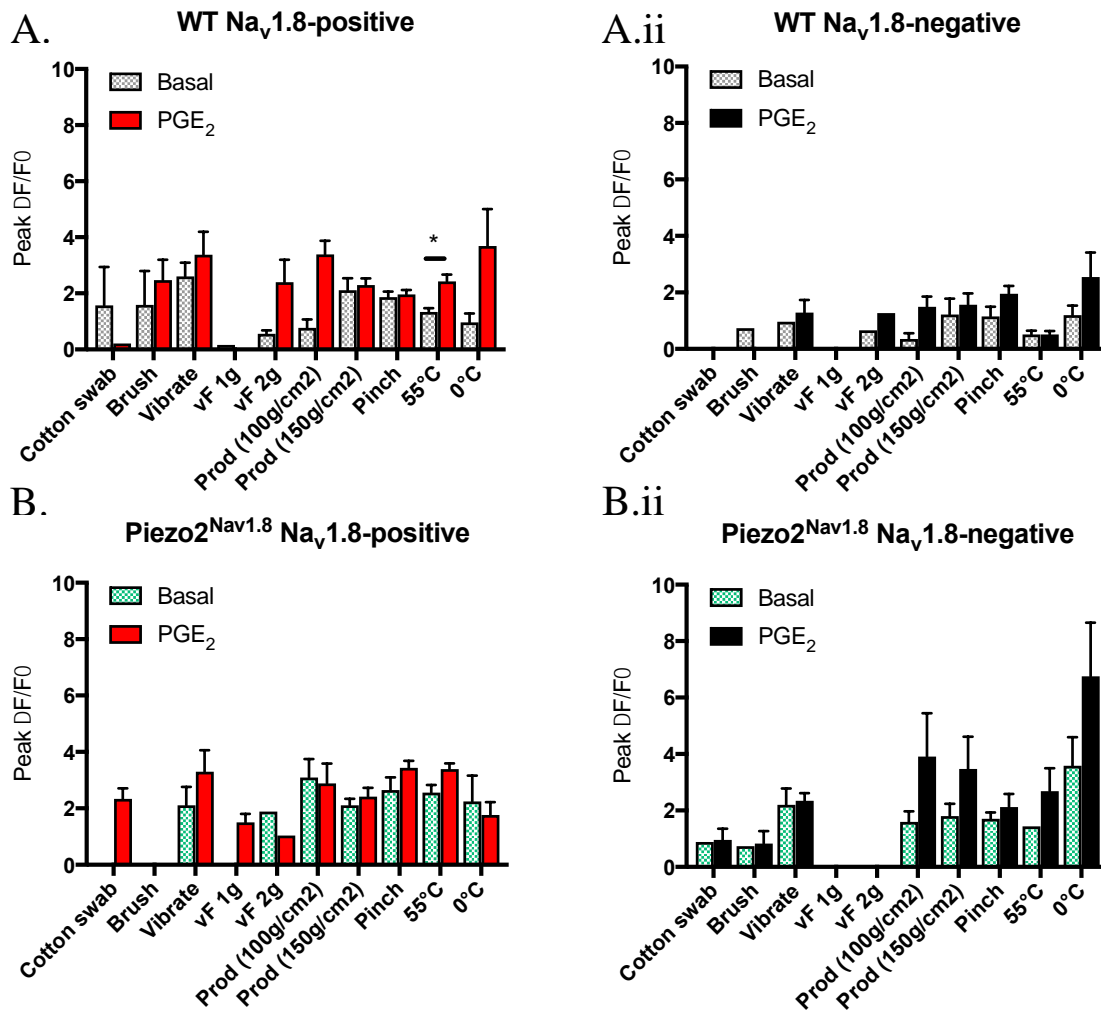 A.
WT Naᵥ1.8-positive
10
8
6
4
2
0
Peak DF/F0
Basal
PGE₂
*
Cotton swab
Brush
Vibrate
vF 1g
vF 2g
Prod (100g/cm2)
Prod (150g/cm2)
Pinch
55°C
0°C
A.ii
WT Naᵥ1.8-negative
10
8
6
4
2
0
Peak DF/F0
Basal
PGE₂
Cotton swab
Brush
Vibrate
vF 1g
vF 2g
Prod (100g/cm2)
Prod (150g/cm2)
Pinch
55°C
0°C
B.
Piezo2ᴺᵃᵛ¹·⁸ Naᵥ1.8-positive
10
8
6
4
2
0
Peak DF/F0
Basal
PGE₂
Cotton swab
Brush
Vibrate
vF 1g
vF 2g
Prod (100g/cm2)
Prod (150g/cm2)
Pinch
55°C
0°C
B.ii
Piezo2ᴺᵃᵛ¹·⁸ Naᵥ1.8-negative
10
8
6
4
2
0
Peak DF/F0
Basal
PGE₂
Cotton swab
Brush
Vibrate
vF 1g
vF 2g
Prod (100g/cm2)
Prod (150g/cm2)
Pinch
55°C
0°C